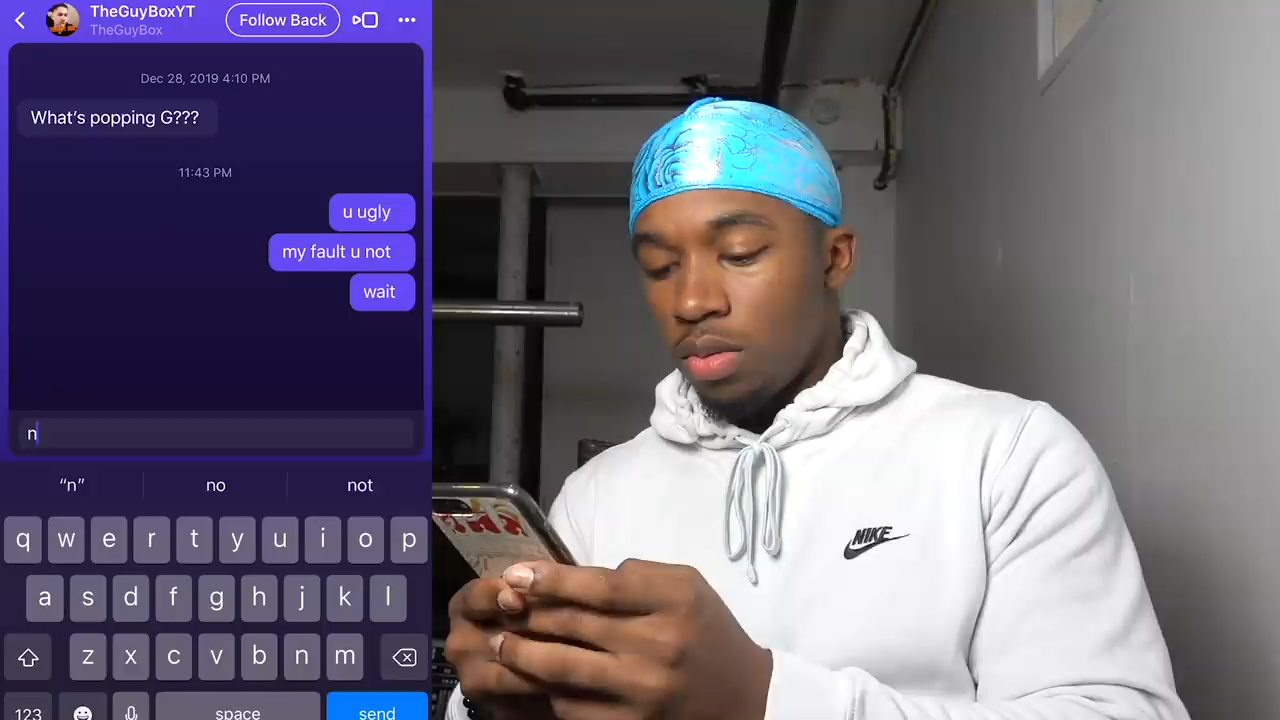 TheGuyBoxYT
TheGuyBox
Follow Back
Dec 28, 2019 4:10 PM
What's popping G???
11:43 PM
u ugly
my fault u not
wait
n
“n” no not
q w e r t y u i o p
a s d f g h j k l
z x c v b n m
123 space send
NIKE